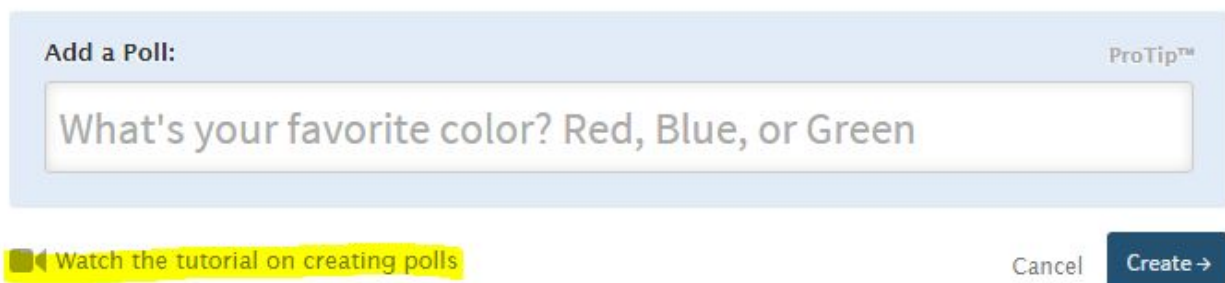 Add a Poll:
ProTip™
What's your favorite color? Red, Blue, or Green
Watch the tutorial on creating polls
Cancel
Create →